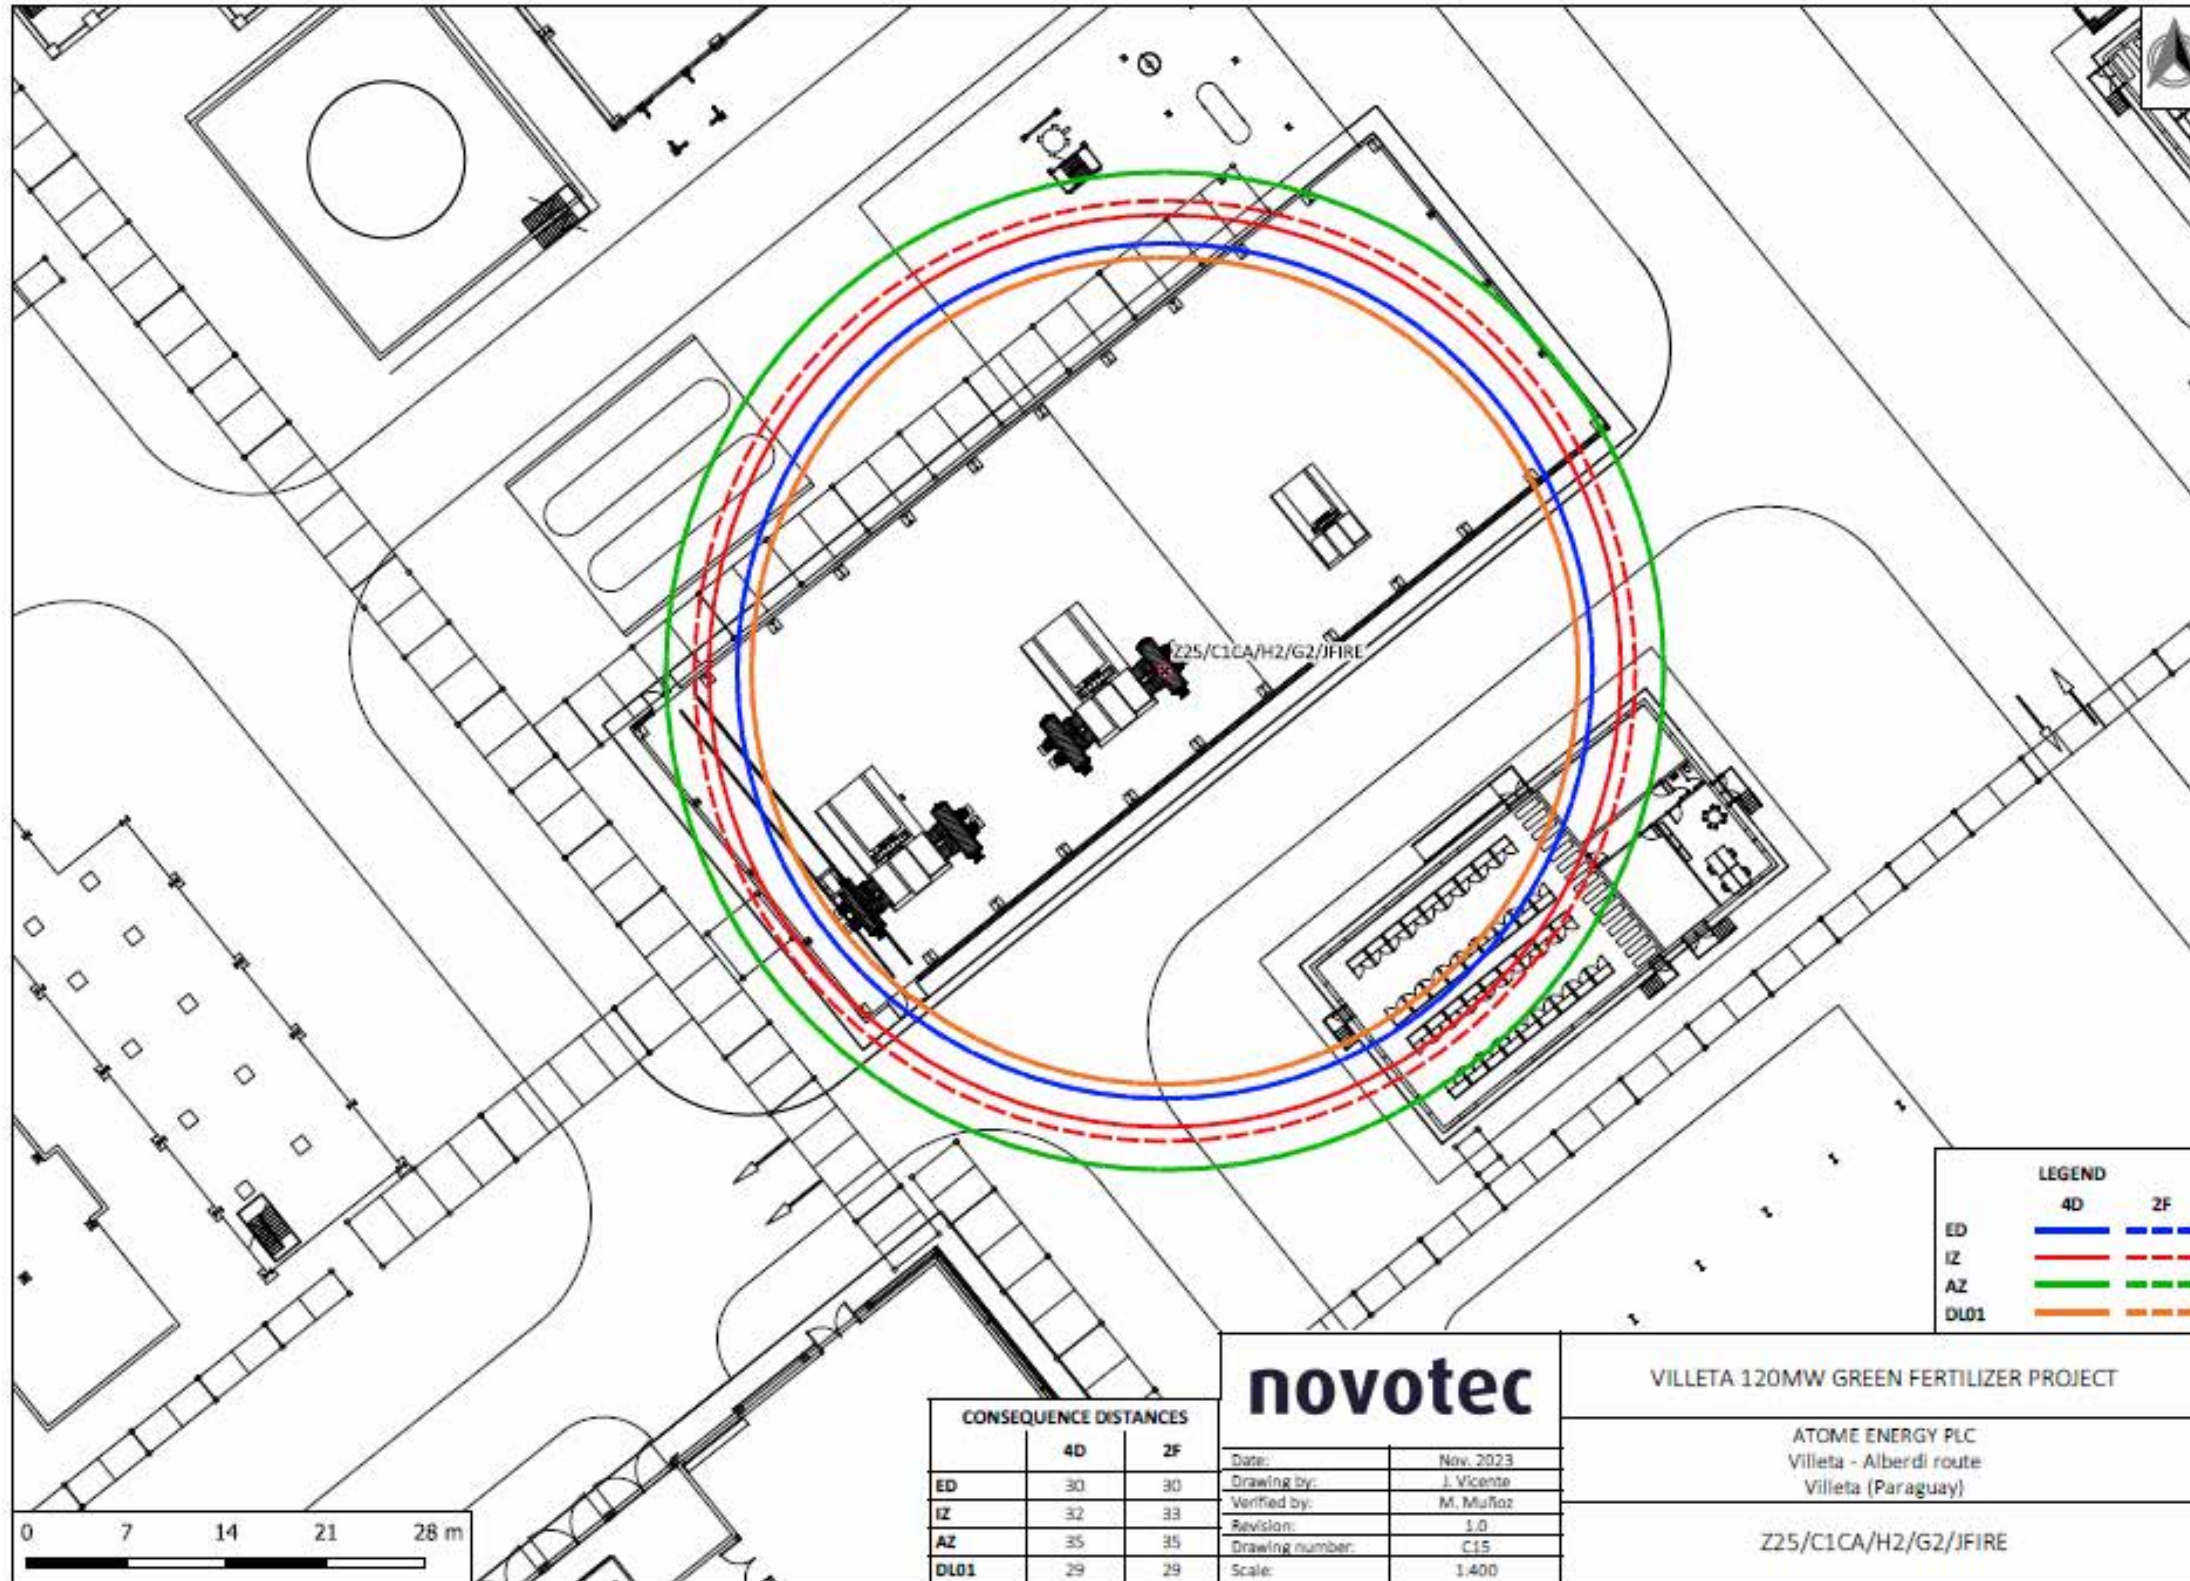 Z25/C1CA/H2/G2/JFIRE
LEGEND
4D 2F
ED
IZ
AZ
DL01
0 7 14 21 28 m
CONSEQUENCE DISTANCES
4D 2F
ED 30 30
IZ 32 33
AZ 35 35
DL01 29 29
novotec
Date: Nov. 2023
Drawing by: J. Vicente
Verified by: M. Muñoz
Revision: 1.0
Drawing number: C15
Scale: 1:400
VILLETA 120MW GREEN FERTILIZER PROJECT
ATOME ENERGY PLC
Villeta - Alberdi route
Villeta (Paraguay)
Z25/C1CA/H2/G2/JFIRE